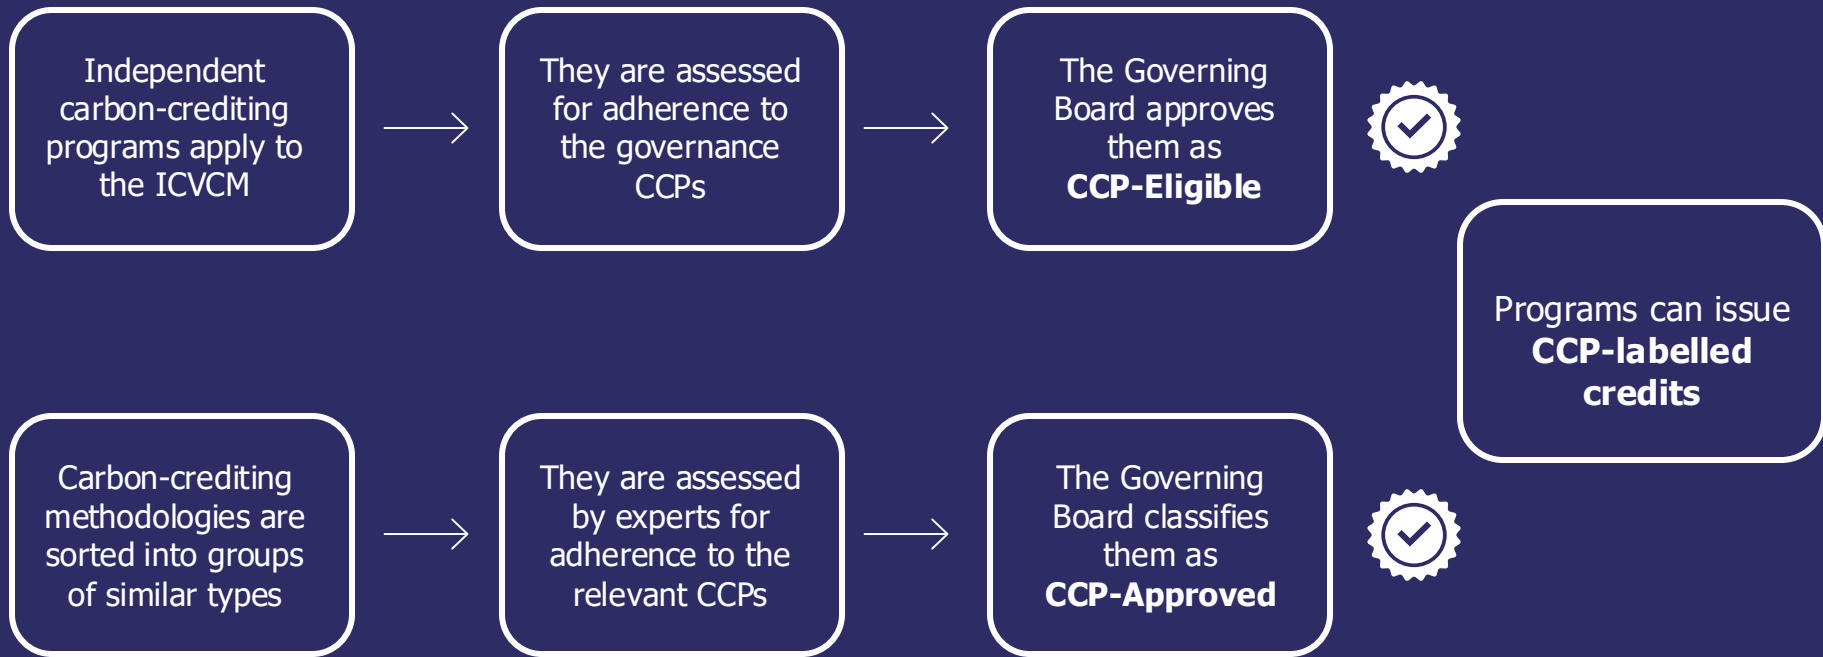 Independent
carbon-crediting
programs apply to
the ICVCM
They are assessed
for adherence to
the governance
CCPs
The Governing
Board approves
them as
CCP-Eligible
Carbon-crediting
methodologies are
sorted into groups
of similar types
They are assessed
by experts for
adherence to the
relevant CCPs
The Governing
Board classifies
them as
CCP-Approved
Programs can issue
CCP-labelled
credits